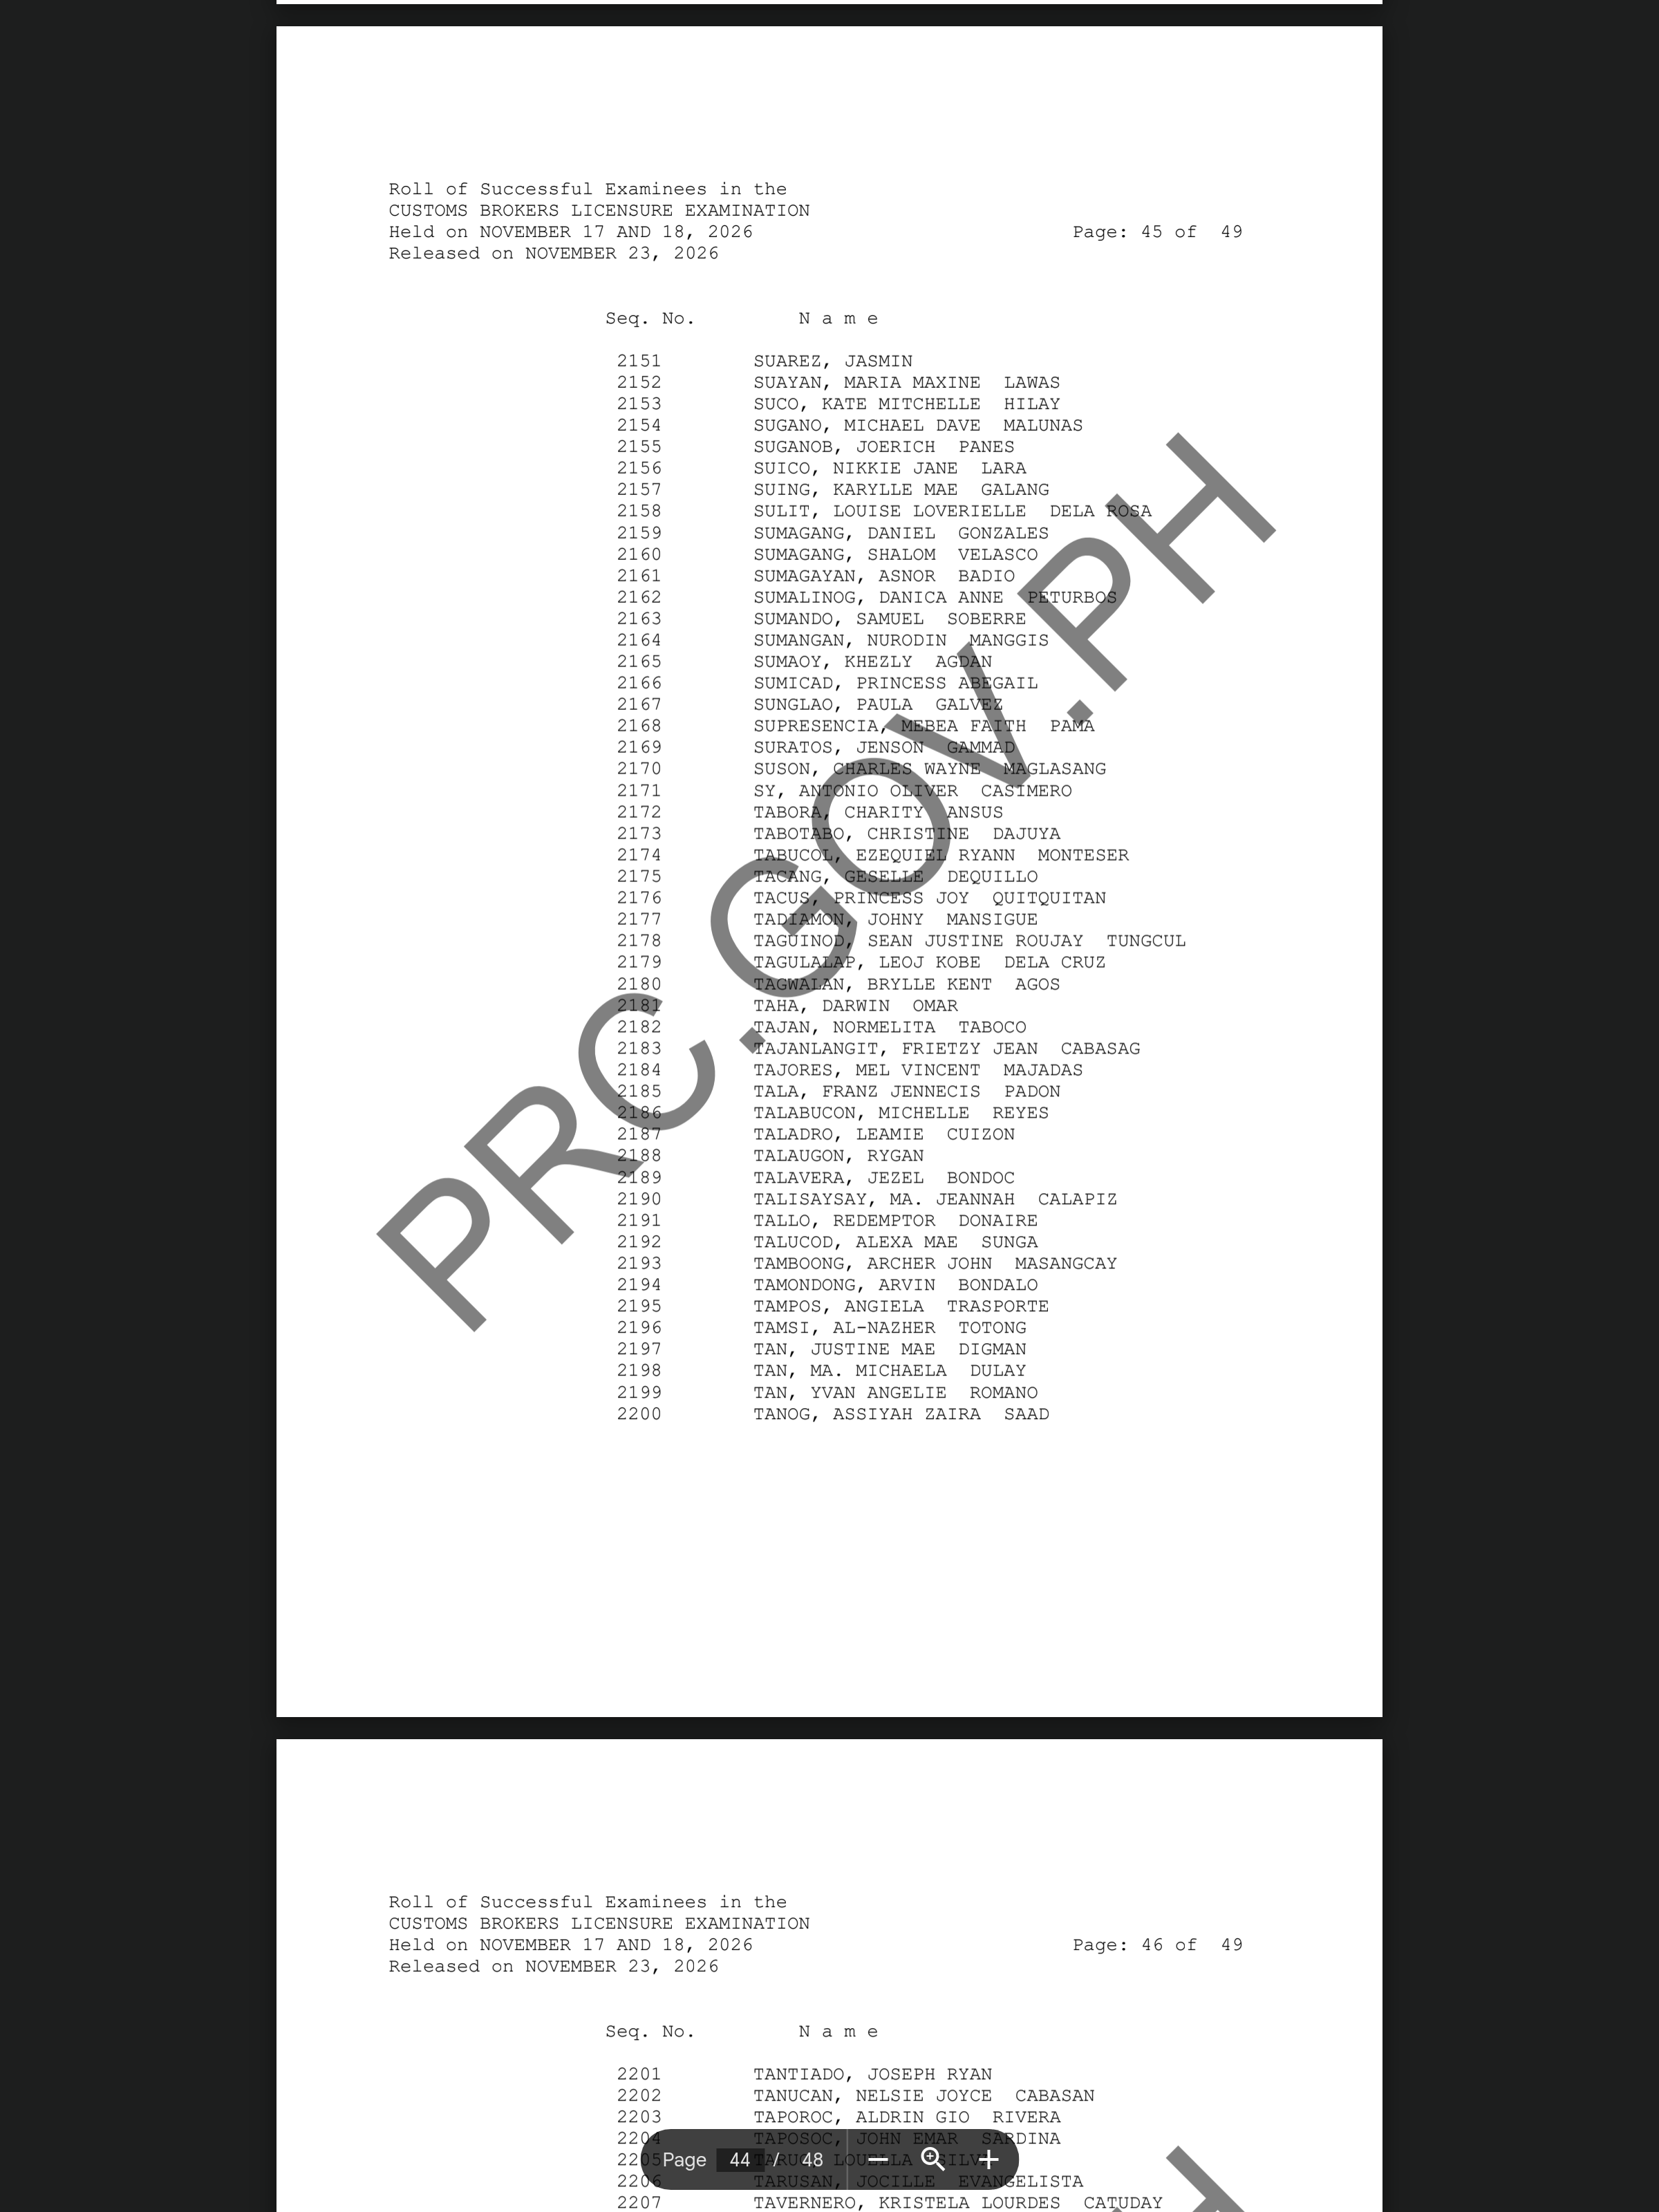 Roll of Successful Examinees in the
CUSTOMS BROKERS LICENSURE EXAMINATION
Held on NOVEMBER 17 AND 18, 2026 Page: 45 of 49
Released on NOVEMBER 23, 2026
Seq. No. N a m e
2151 SUAREZ, JASMIN
2152 SUAYAN, MARIA MAXINE LAWAS
2153 SUCO, KATE MITCHELLE HILAY
2154 SUGANO, MICHAEL DAVE MALUNAS
2155 SUGANOB, JOERICH PANES
2156 SUICO, NIKKIE JANE LARA
2157 SUING, KARYLLE MAE GALANG
2158 SULIT, LOUISE LOVERIELLE DELA ROSA
2159 SUMAGANG, DANIEL GONZALES
2160 SUMAGANG, SHALOM VELASCO
2161 SUMAGAYAN, ASNOR BADIO
2162 SUMALINOG, DANICA ANNE PETURBOS
2163 SUMANDO, SAMUEL SOBERRE
2164 SUMANGAN, NURODIN MANGGIS
2165 SUMAOY, KHEZLY AGDAN
2166 SUMICAD, PRINCESS ABEGAIL
2167 SUNGLAO, PAULA GALVEZ
2168 SUPRESENCIA, MEBEA FAITH PAMA
2169 SURATOS, JENSON GAMMAD
2170 SUSON, CHARLES WAYNE MAGLASANG
2171 SY, ANTONIO OLIVER CASIMERO
2172 TABORA, CHARITY ANSUS
2173 TABOTABO, CHRISTINE DAJUYA
2174 TABUCOL, EZEQUIEL RYANN MONTESER
2175 TACANG, GESELLE DEQUILLO
2176 TACUS, PRINCESS JOY QUITQUITAN
2177 TADIAMON, JOHNY MANSIGUE
2178 TAGUINOD, SEAN JUSTINE ROUJAY TUNGCUL
2179 TAGULALAP, LEOJ KOBE DELA CRUZ
2180 TAGWALAN, BRYLLE KENT AGOS
2181 TAHA, DARWIN OMAR
2182 TAJAN, NORMELITA TABOCO
2183 TAJANLANGIT, FRIETZY JEAN CABASAG
2184 TAJORES, MEL VINCENT MAJADAS
2185 TALA, FRANZ JENNECIS PADON
2186 TALABUCON, MICHELLE REYES
2187 TALADRO, LEAMIE CUIZON
2188 TALAUGON, RYGAN
2189 TALAVERA, JEZEL BONDOC
2190 TALISAYSAY, MA. JEANNAH CALAPIZ
2191 TALLO, REDEMPTOR DONAIRE
2192 TALUCOD, ALEXA MAE SUNGA
2193 TAMBOONG, ARCHER JOHN MASANGCAY
2194 TAMONDONG, ARVIN BONDALO
2195 TAMPOS, ANGIELA TRASPORTE
2196 TAMSI, AL-NAZHER TOTONG
2197 TAN, JUSTINE MAE DIGMAN
2198 TAN, MA. MICHAELA DULAY
2199 TAN, YVAN ANGELIE ROMANO
2200 TANOG, ASSIYAH ZAIRA SAAD
PRC.GOV.PH
Roll of Successful Examinees in the
CUSTOMS BROKERS LICENSURE EXAMINATION
Held on NOVEMBER 17 AND 18, 2026 Page: 46 of 49
Released on NOVEMBER 23, 2026
Seq. No. N a m e
2201 TANTIADO, JOSEPH RYAN
2202 TANUCAN, NELSIE JOYCE CABASAN
2203 TAPOROC, ALDRIN GIO RIVERA
2204 TAPOSOC, JOHN EMAR SARDINA
2205
Page 44 / 48
2206 TARUSAN, JOCILLE EVANGELISTA
2207 TAVERNERO, KRISTELA LOURDES CATUDAY